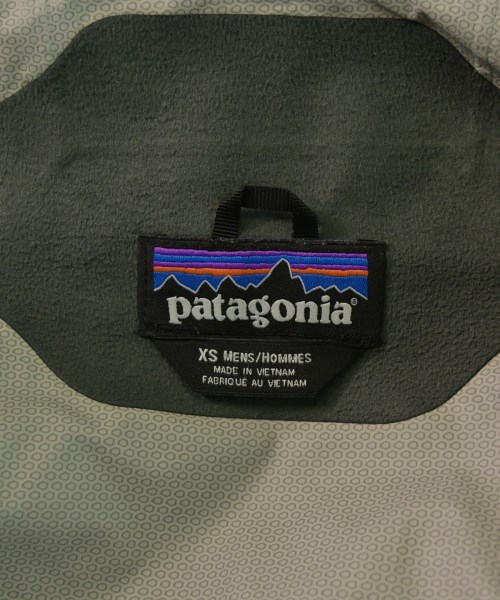 patagonia®
XS MENS/HOMMES
MADE IN VIETNAM
FABRIQUÉ AU VIETNAM